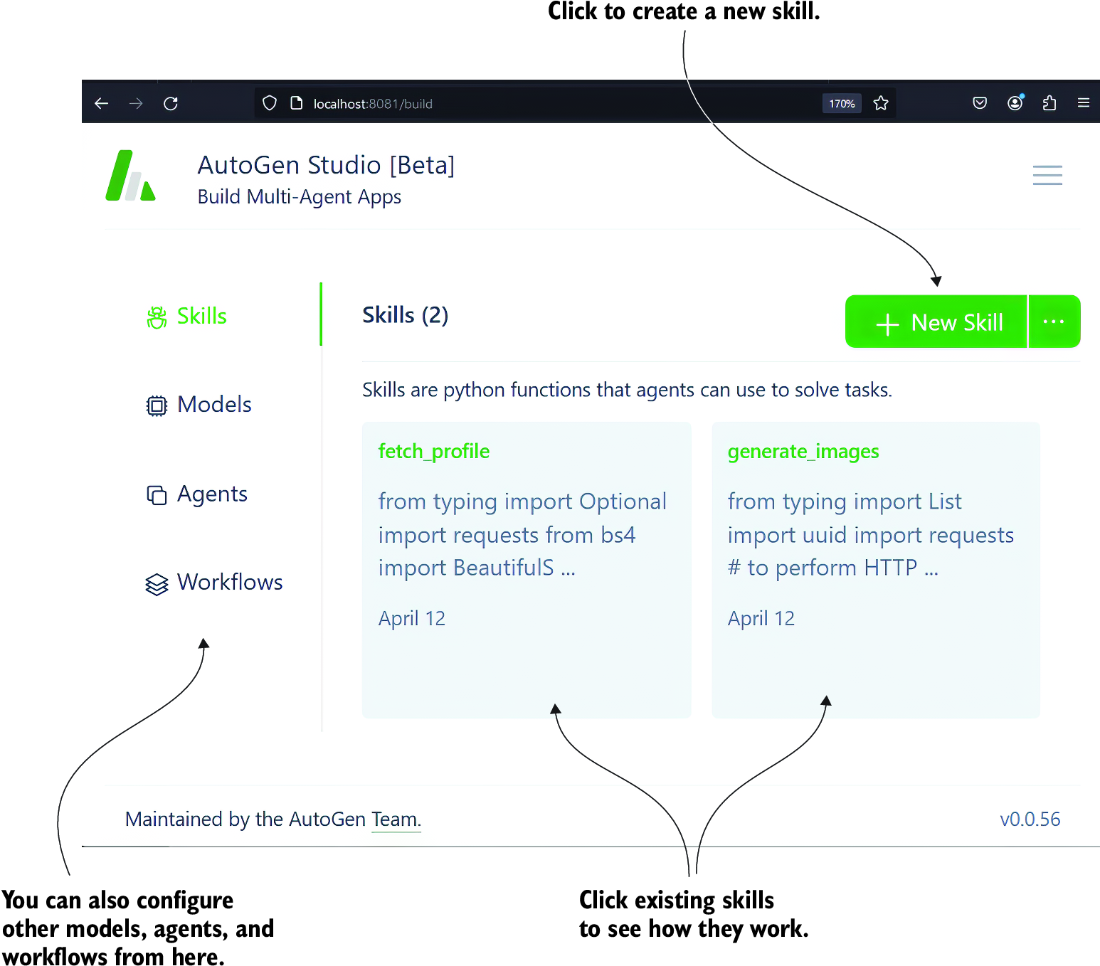 Click to create a new skill.
localhost:8081/build
170%
AutoGen Studio [Beta]
Build Multi-Agent Apps
Skills
Models
Agents
Workflows
Skills (2)
New Skill
...
Skills are python functions that agents can use to solve tasks.
fetch_profile
from typing import Optional
import requests from bs4
import BeautifulS ...
April 12
generate_images
from typing import List
import uuid import requests
# to perform HTTP ...
April 12
Maintained by the AutoGen Team.
v0.0.56
You can also configure
other models, agents, and
workflows from here.
Click existing skills
to see how they work.